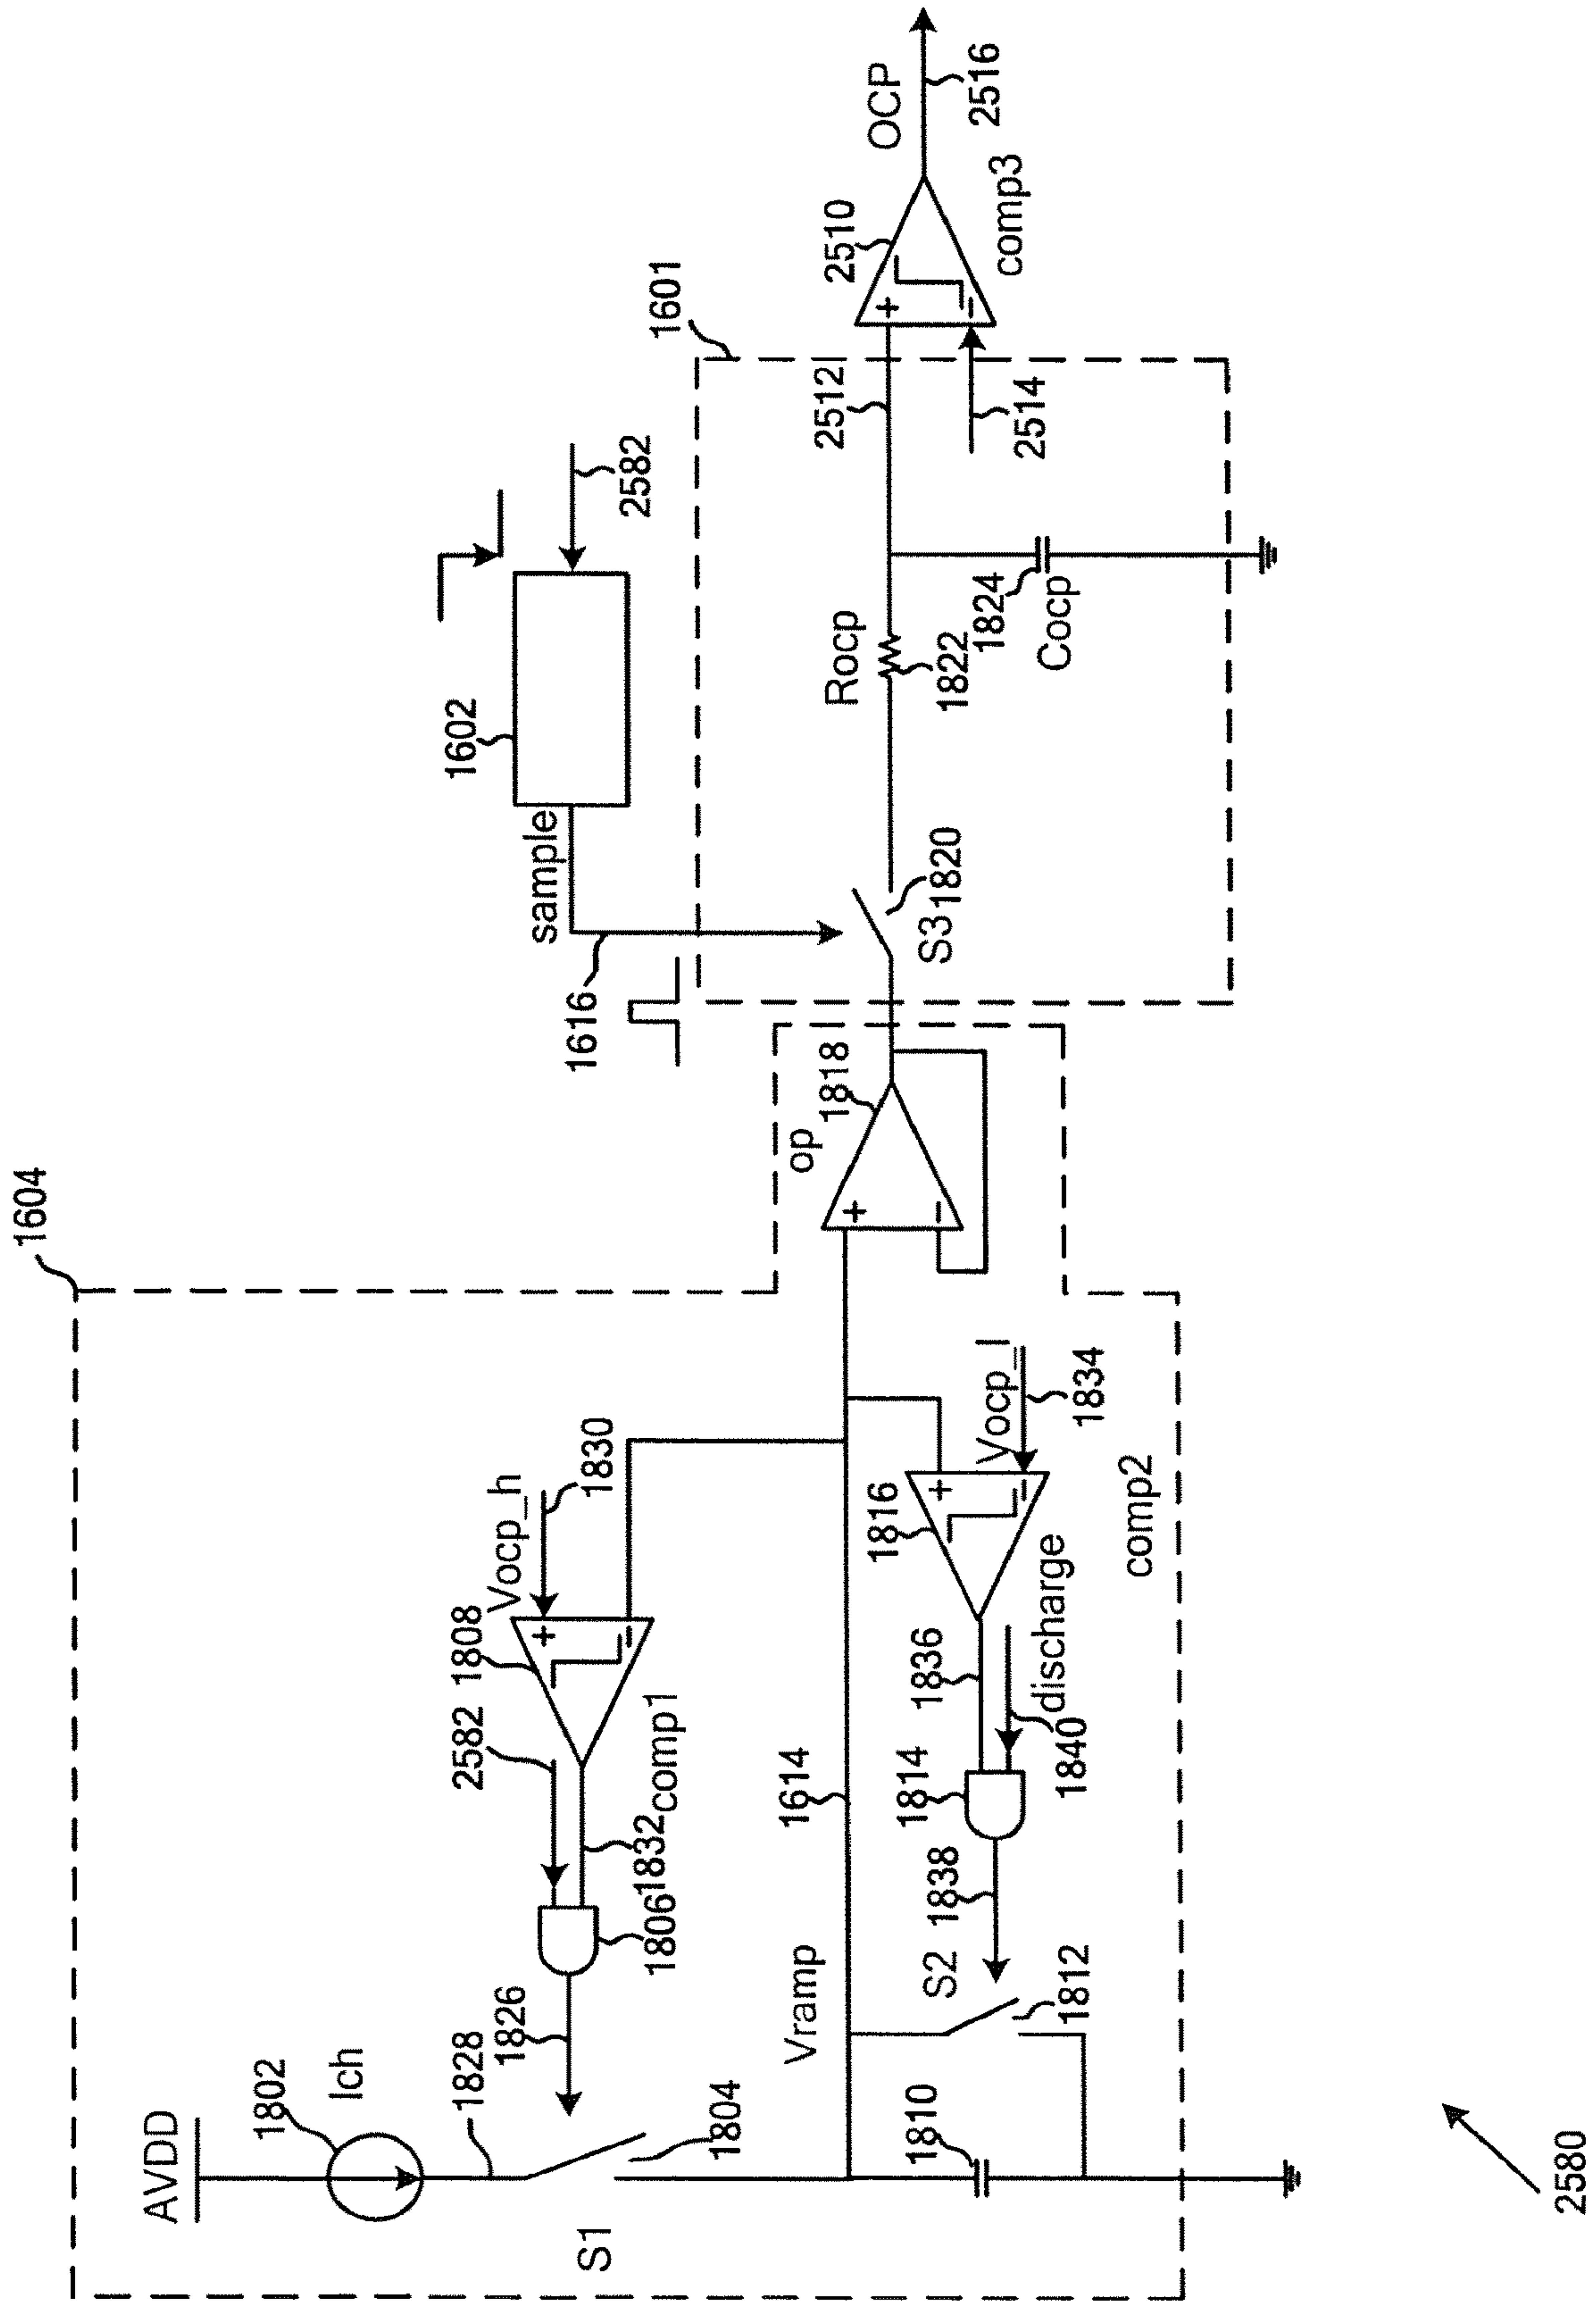 1604
AVDD
1802
Ich
1828
1826
S1
1804
1806
1832
2582
comp1
1808
Vocp_h
1830
Vramp
1614
1810
S2
1812
1838
1814
1836
1840
discharge
1816
Vocp_l
1834
comp2
op
1818
1616
sample
1602
2582
1601
S3
1820
Rocp
1822
1824
Cocp
2512
2514
2510
comp3
OCP
2516
2580
+
−
+
−
+
−
+
−